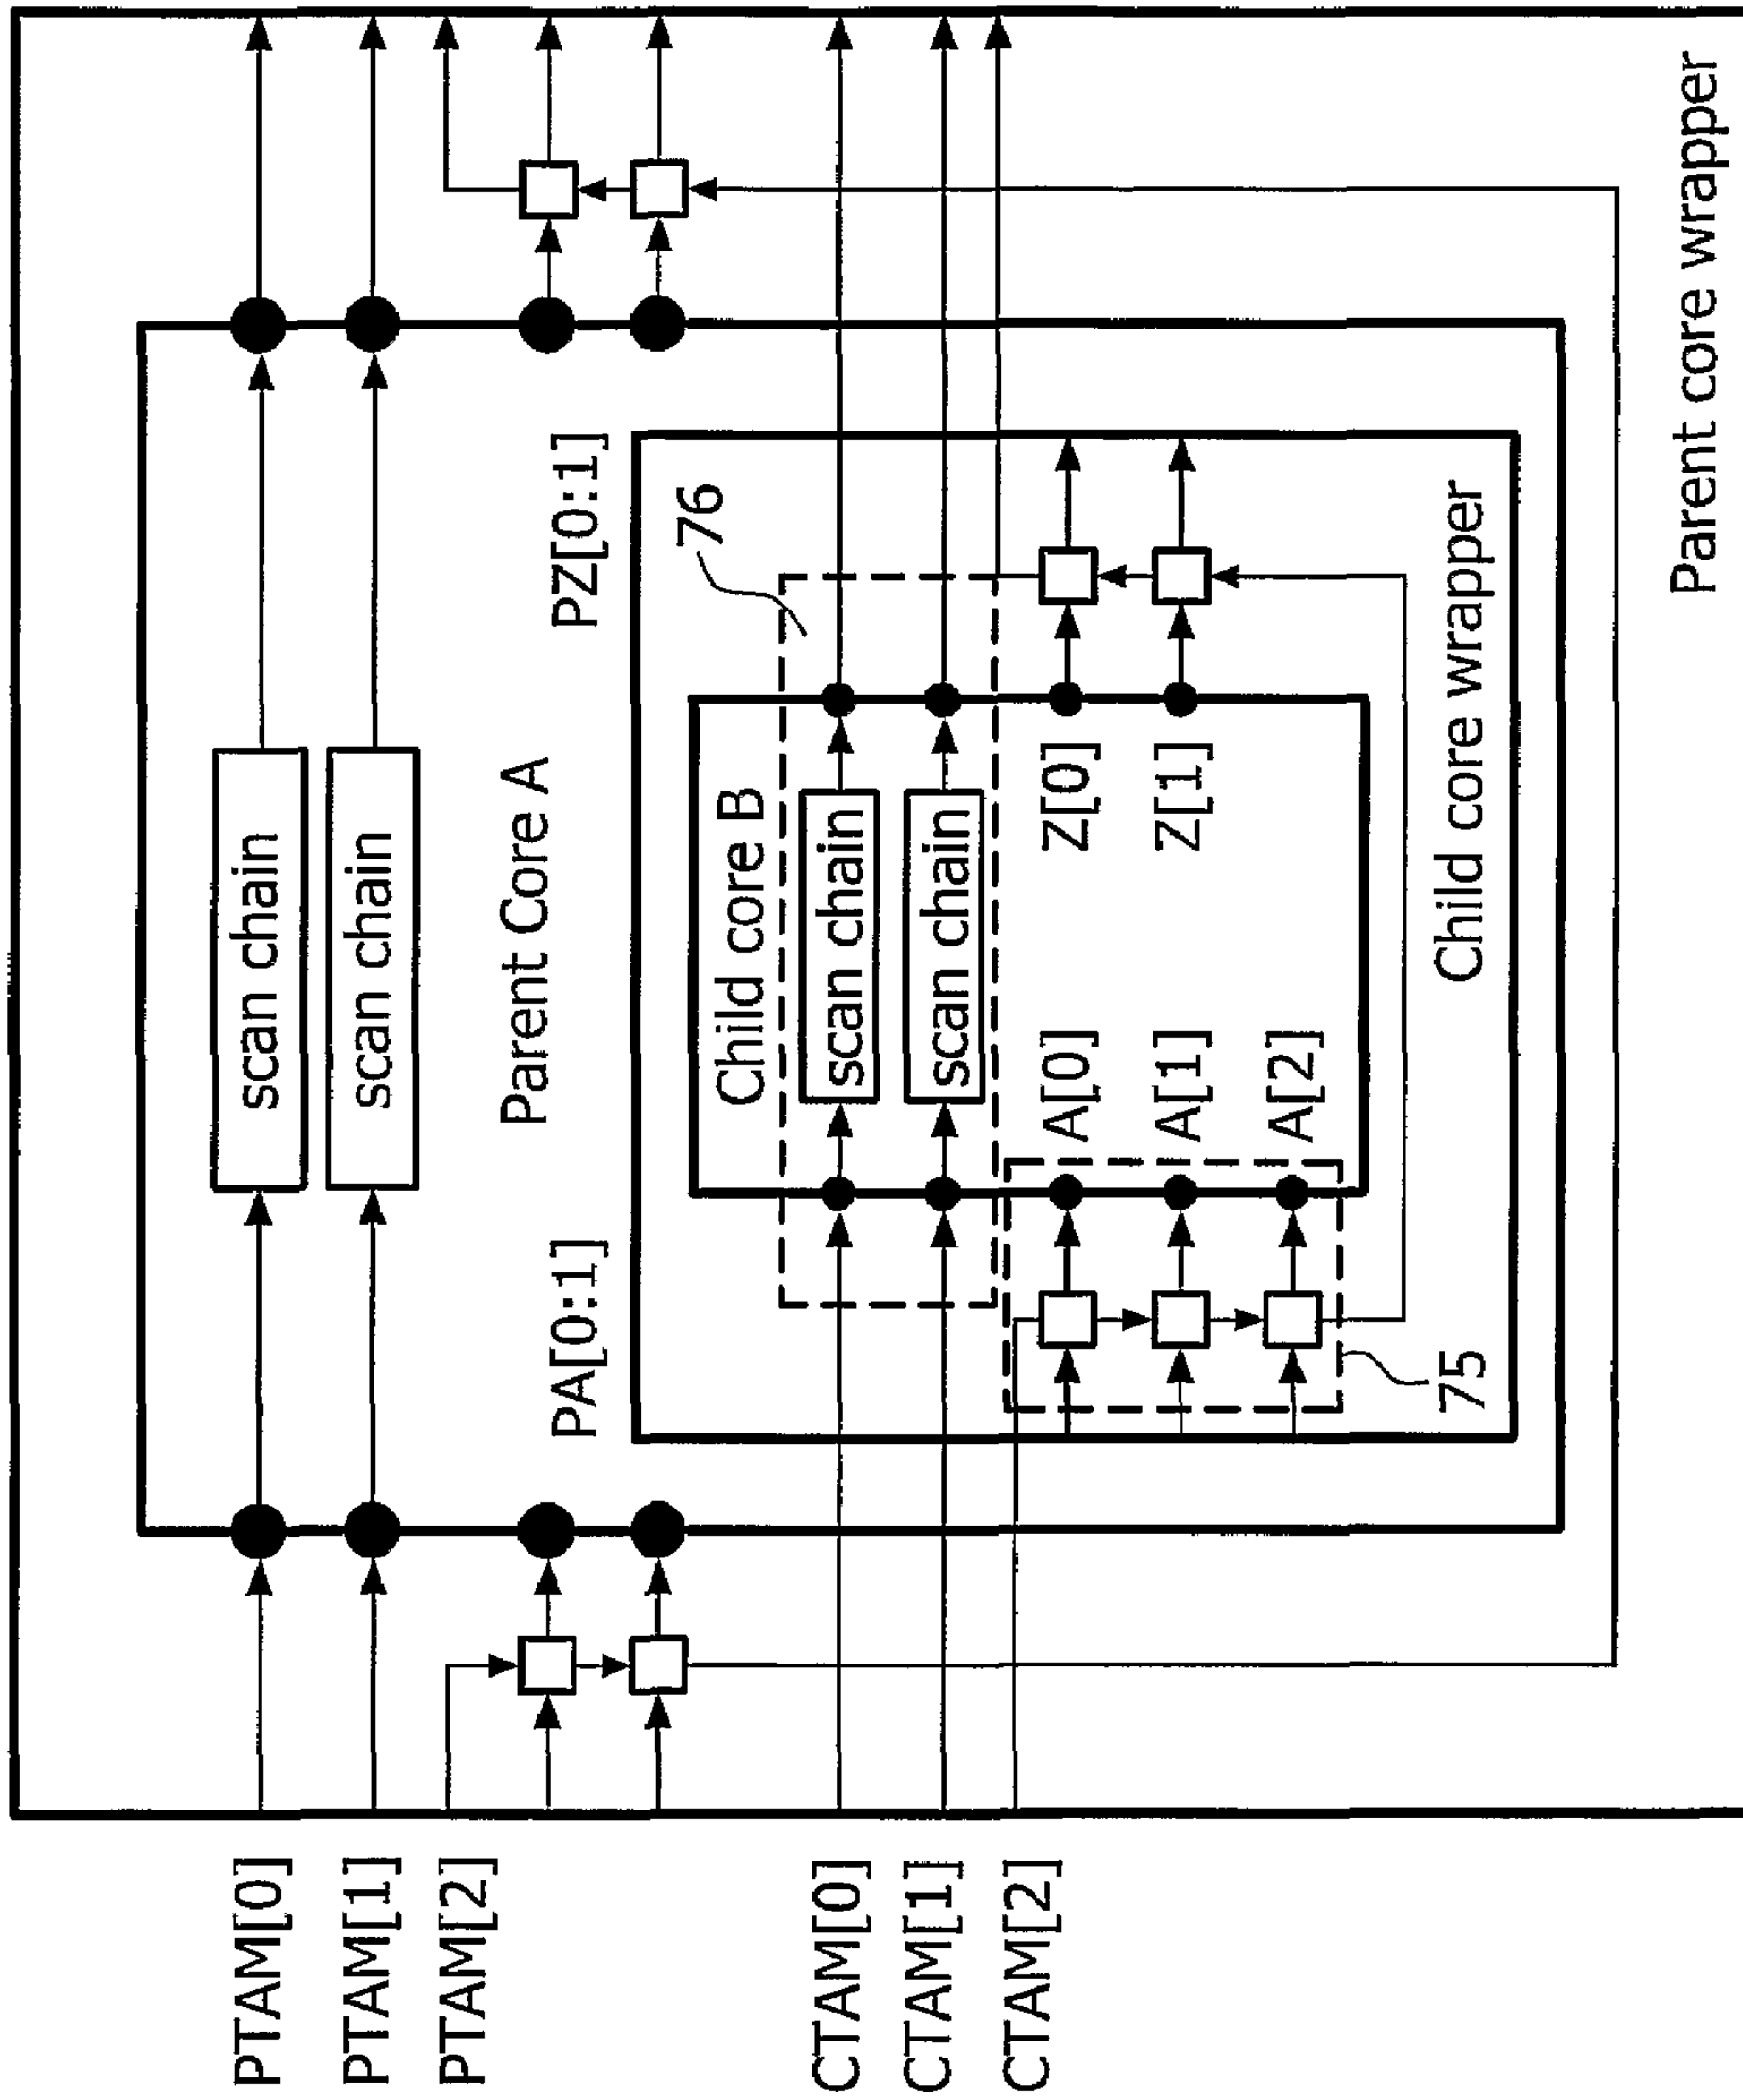 PTAM[0]
PTAM[1]
PTAM[2]
CTAM[0]
CTAM[1]
CTAM[2]
scan chain
scan chain
Parent Core A
PA[0:1]
PZ[0:1]
76
Child core B
scan chain
scan chain
A[0]
A[1]
A[2]
Z[0]
Z[1]
75
Child core wrapper
Parent core wrapper